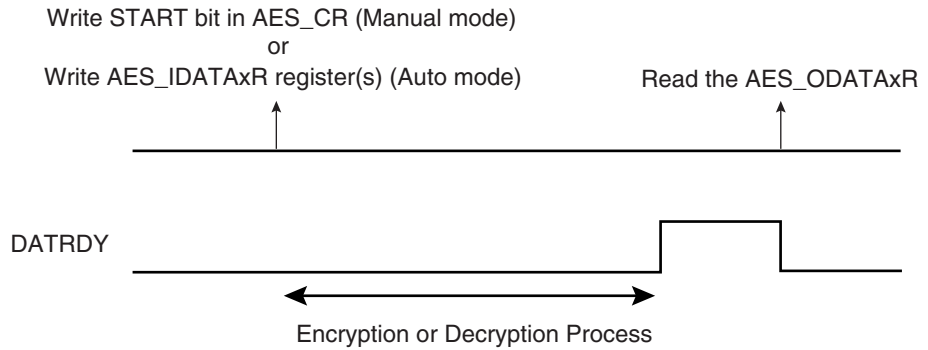 Write START bit in AES_CR (Manual mode)
or
Write AES_IDATAxR register(s) (Auto mode)
Read the AES_ODATAxR
DATRDY
Encryption or Decryption Process